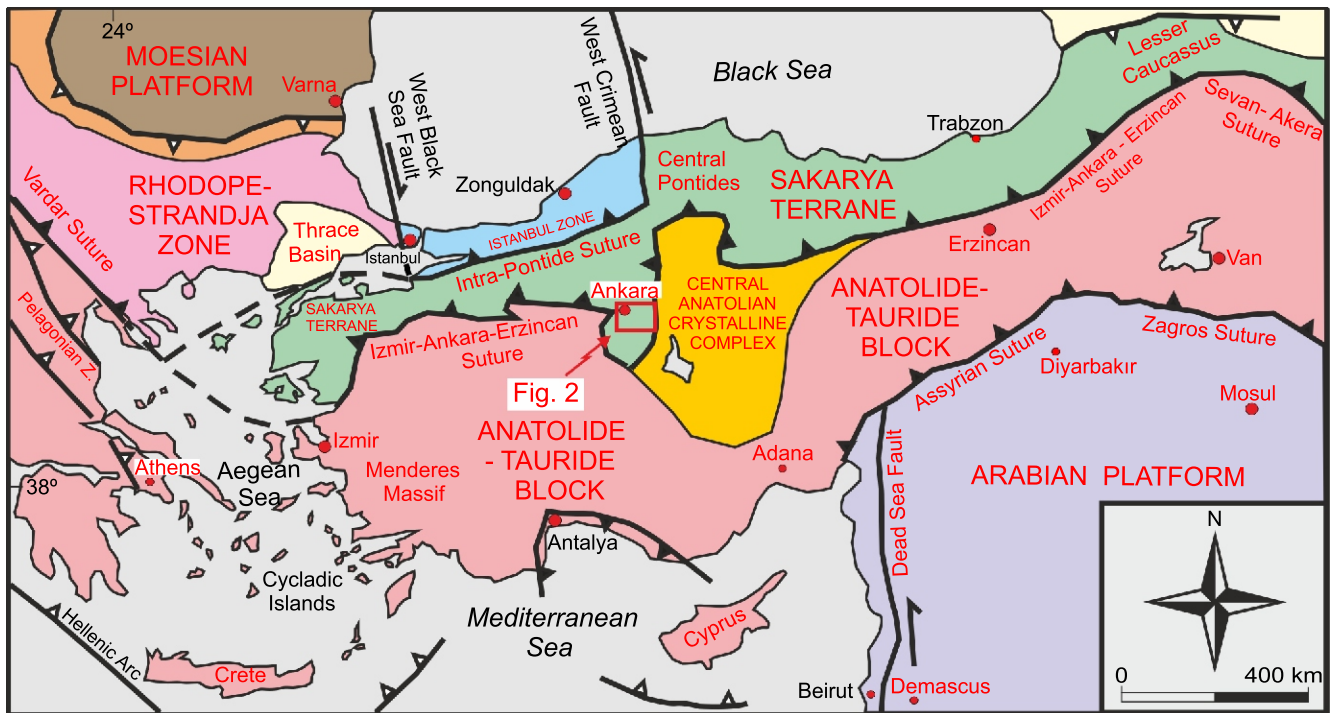 24º
MOESIAN
PLATFORM
Varna
West Black
Sea Fault
West Crimean
Fault
Black Sea
Lesser
Caucassus
Sevan- Akera
Suture
Trabzon
Izmir-Ankara - Erzincan
Suture
Central
Pontides
SAKARYA
TERRANE
Zonguldak
ISTANBUL ZONE
Vardar Suture
RHODOPE-
STRANDJA
ZONE
Thrace
Basin
Istanbul
Intra-Pontide Suture
Erzincan
Van
Pelagonian Z.
SAKARYA
TERRANE
Ankara
CENTRAL
ANATOLIAN
CRYSTALLINE
COMPLEX
ANATOLIDE-
TAURIDE
BLOCK
Izmir-Ankara-Erzincan
Suture
Fig. 2
Assyrian Suture
Zagros Suture
Diyarbakır
Mosul
ANATOLIDE
- TAURIDE
BLOCK
Izmir
Menderes
Massif
Adana
Athens
Aegean
Sea
38º
Dead Sea Fault
ARABIAN PLATFORM
Antalya
Cycladic
Islands
Mediterranean
Sea
Cyprus
Hellenic Arc
Crete
Beirut
Demascus
N
0
400 km